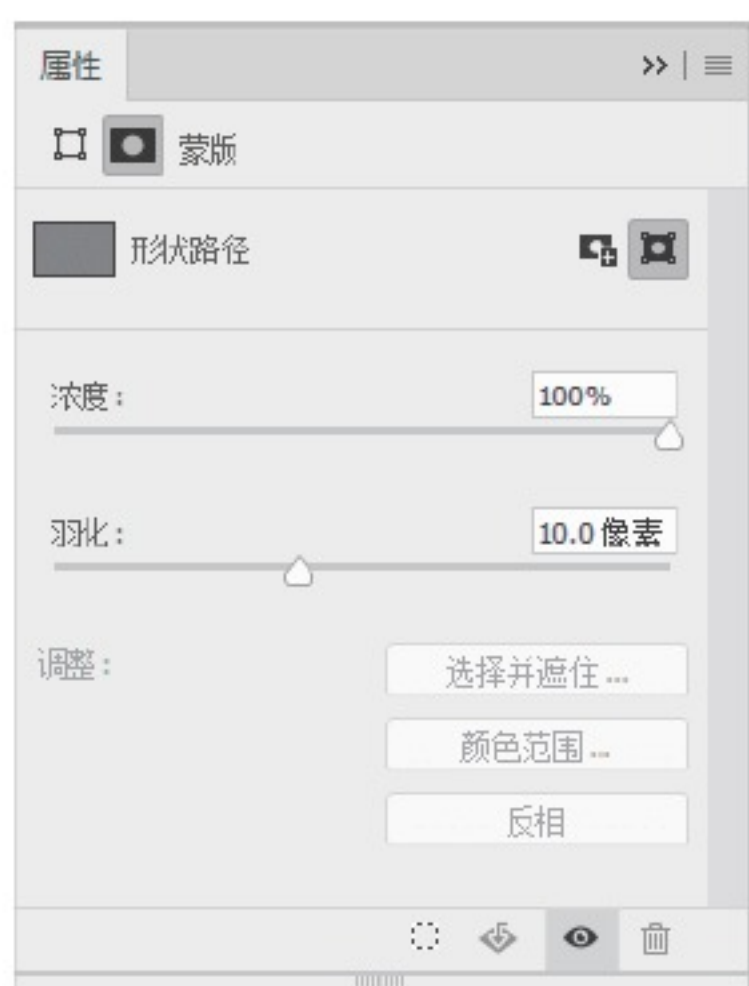 属性
蒙版
形状路径
浓度：
100%
羽化：
10.0 像素
调整：
选择并遮住...
颜色范围...
反相